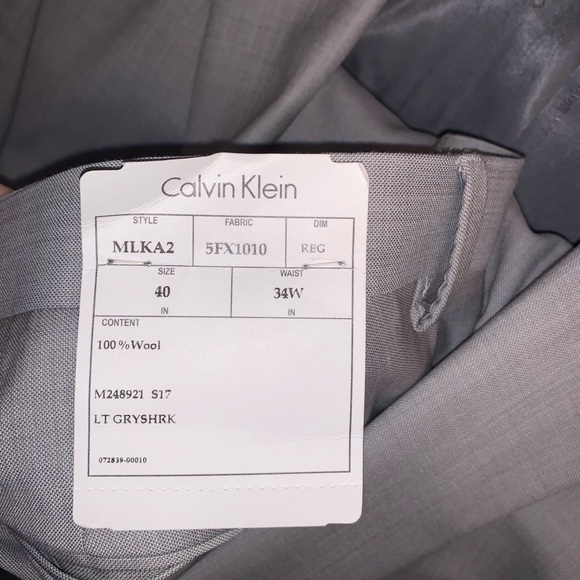 Calvin Klein
STYLE FABRIC DIM
MLKA2 5FX1010 REG
SIZE WAIST
40 34W
IN IN
CONTENT
100%Wool
M248921 S17
LT GRYSHRK
072839-00010